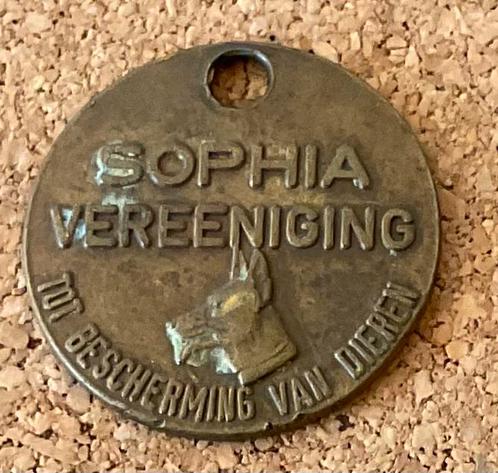 SOPHIA
VEREENIGING
TOT BESCHERMING VAN DIEREN